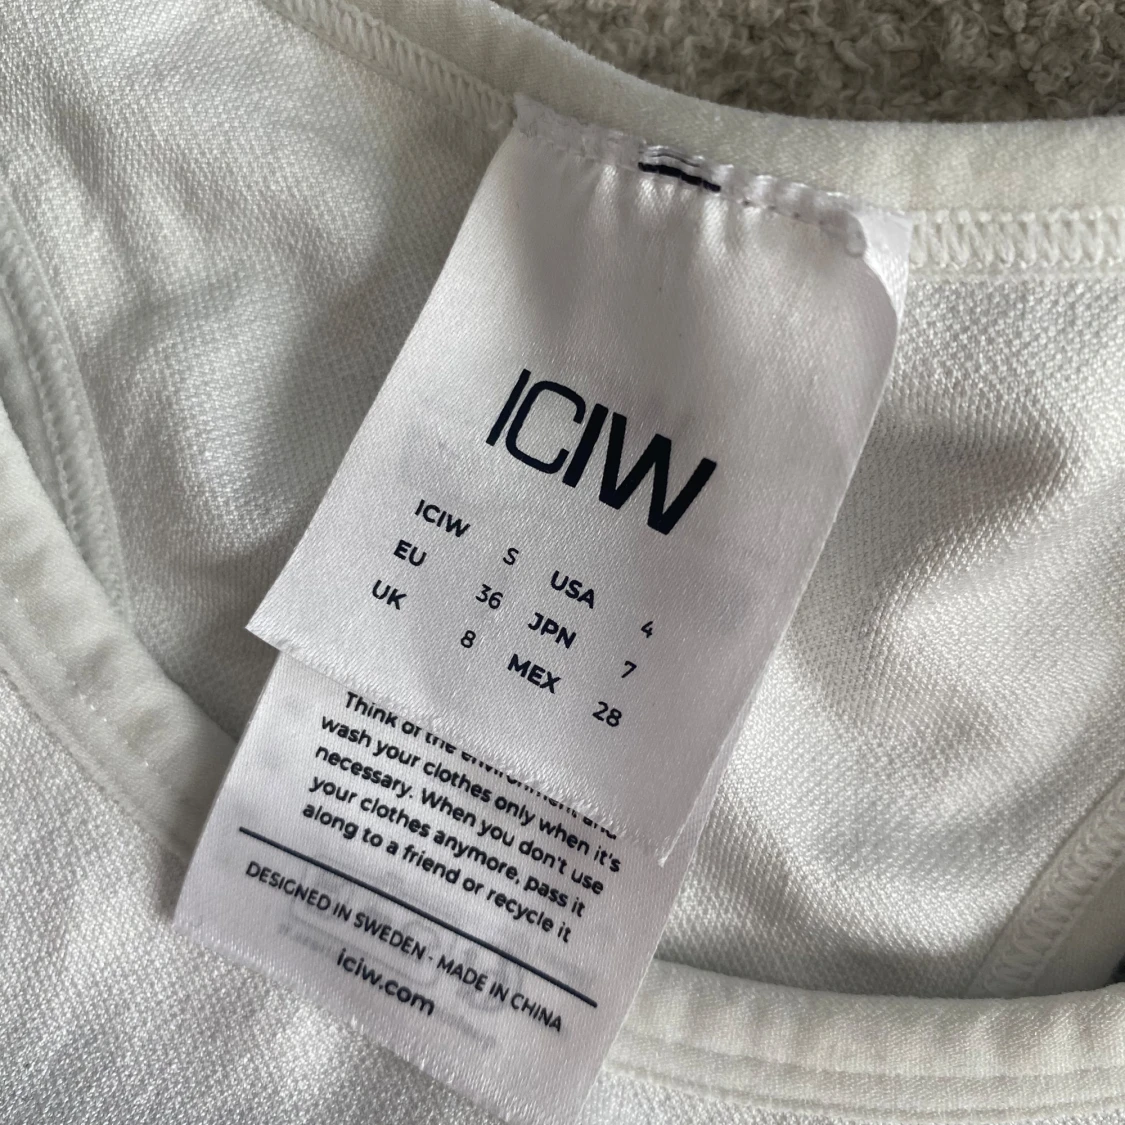 ICIW
ICIW S USA 4
EU 36 JPN 7
UK 8 MEX 28
Think of the environment and
wash your clothes only when it's
necessary. When you don't use
your clothes anymore, pass it
along to a friend or recycle it
DESIGNED IN SWEDEN - MADE IN CHINA
iciw.com